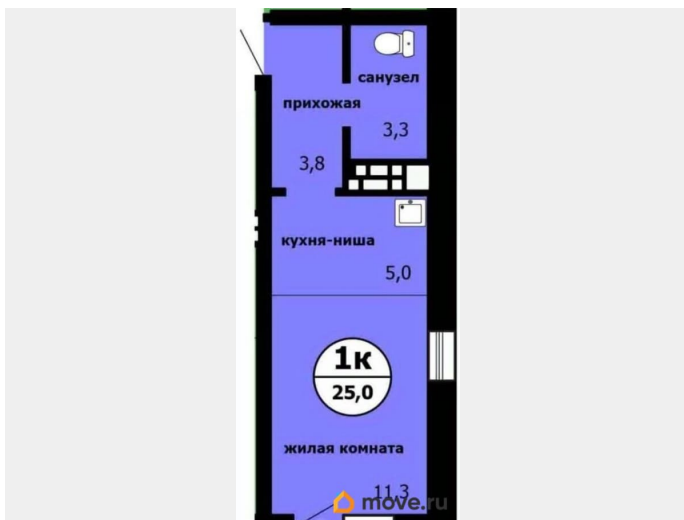 санузел
прихожая
3,3
3,8
кухня-ниша
5,0
1к
25,0
жилая комната
11,3
move.ru